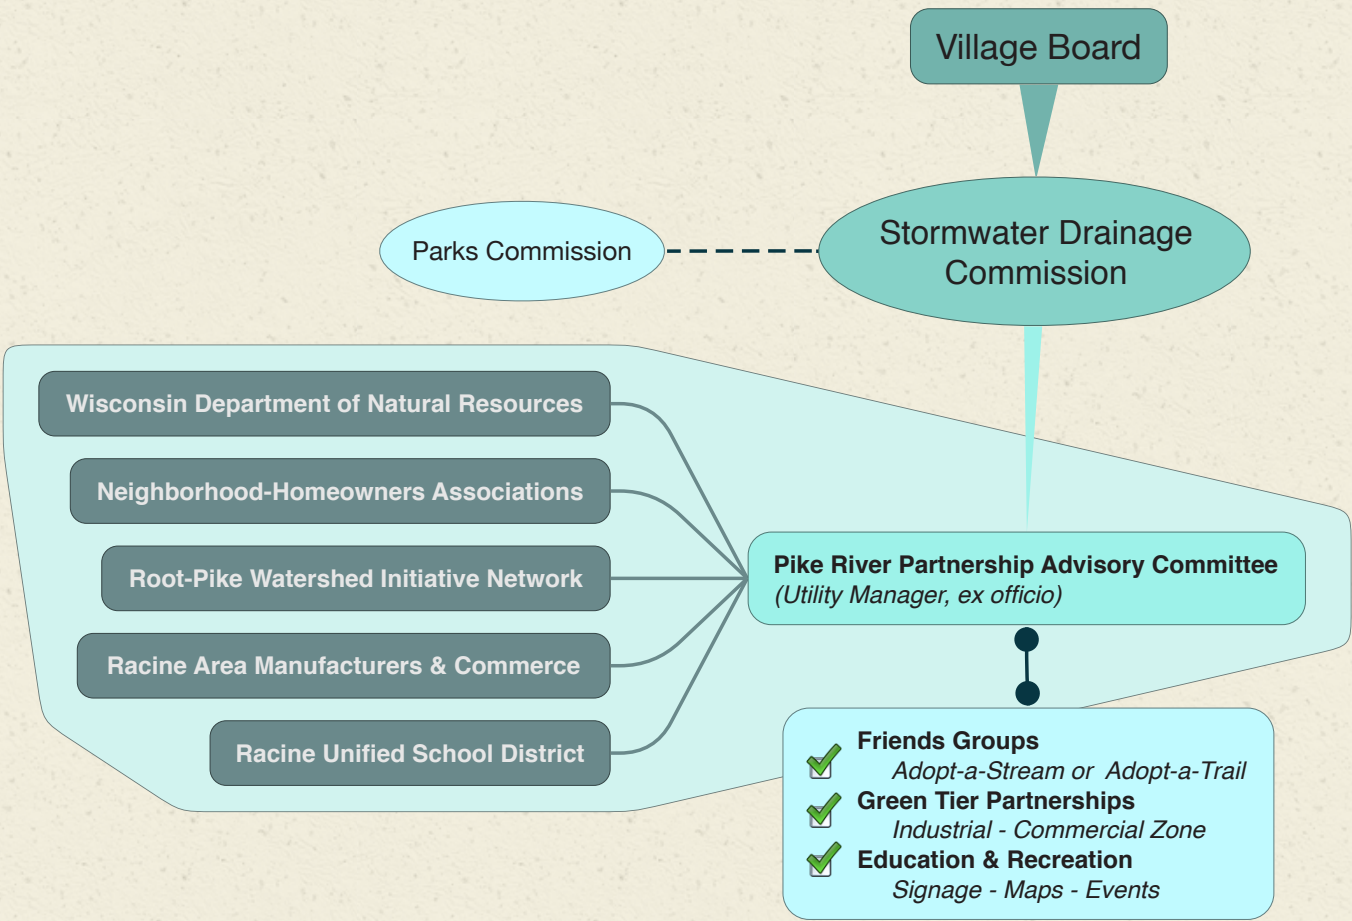 Village Board
Stormwater Drainage
Commission
Parks Commission
Wisconsin Department of Natural Resources
Neighborhood-Homeowners Associations
Root-Pike Watershed Initiative Network
Racine Area Manufacturers & Commerce
Racine Unified School District
Pike River Partnership Advisory Committee
(Utility Manager, ex officio)
Friends Groups
Adopt-a-Stream or Adopt-a-Trail
Green Tier Partnerships
Industrial - Commercial Zone
Education & Recreation
Signage - Maps - Events